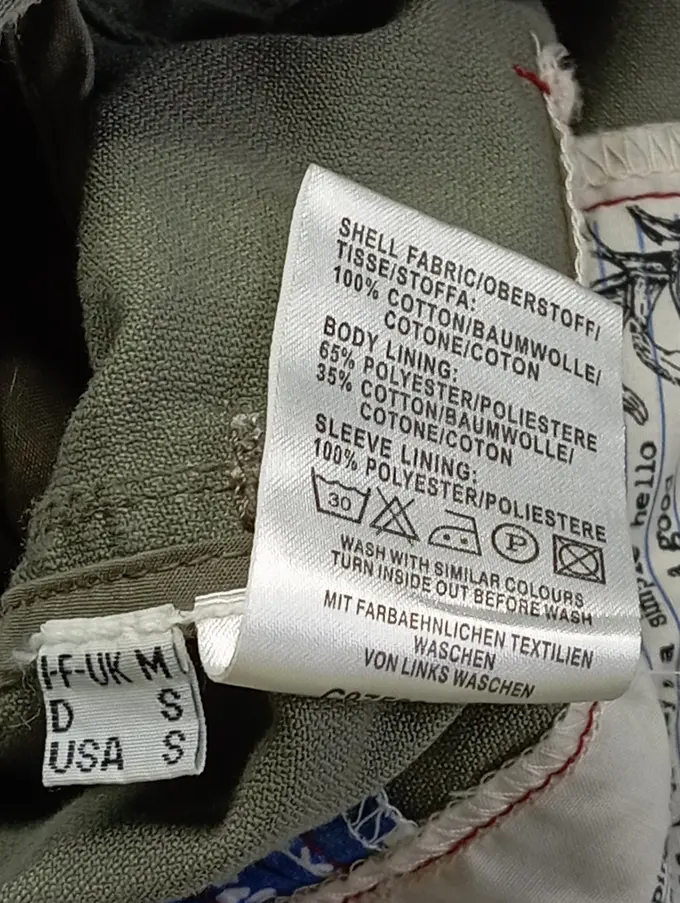 SHELL FABRIC/OBERSTOFF/
TISSE/STOFFA:
100% COTTON/BAUMWOLLE/
COTONE/COTON
BODY LINING:
65% POLYESTER/POLIESTERE
35% COTTON/BAUMWOLLE/
COTONE/COTON
SLEEVE LINING:
100% POLYESTER/POLIESTERE
30 P
WASH WITH SIMILAR COLOURS
TURN INSIDE OUT BEFORE WASH
MIT FARBAEHNLICHEN TEXTILIEN
WASCHEN
VON LINKS WASCHEN
I-F-UK M
D S
USA S
simple hello
a good